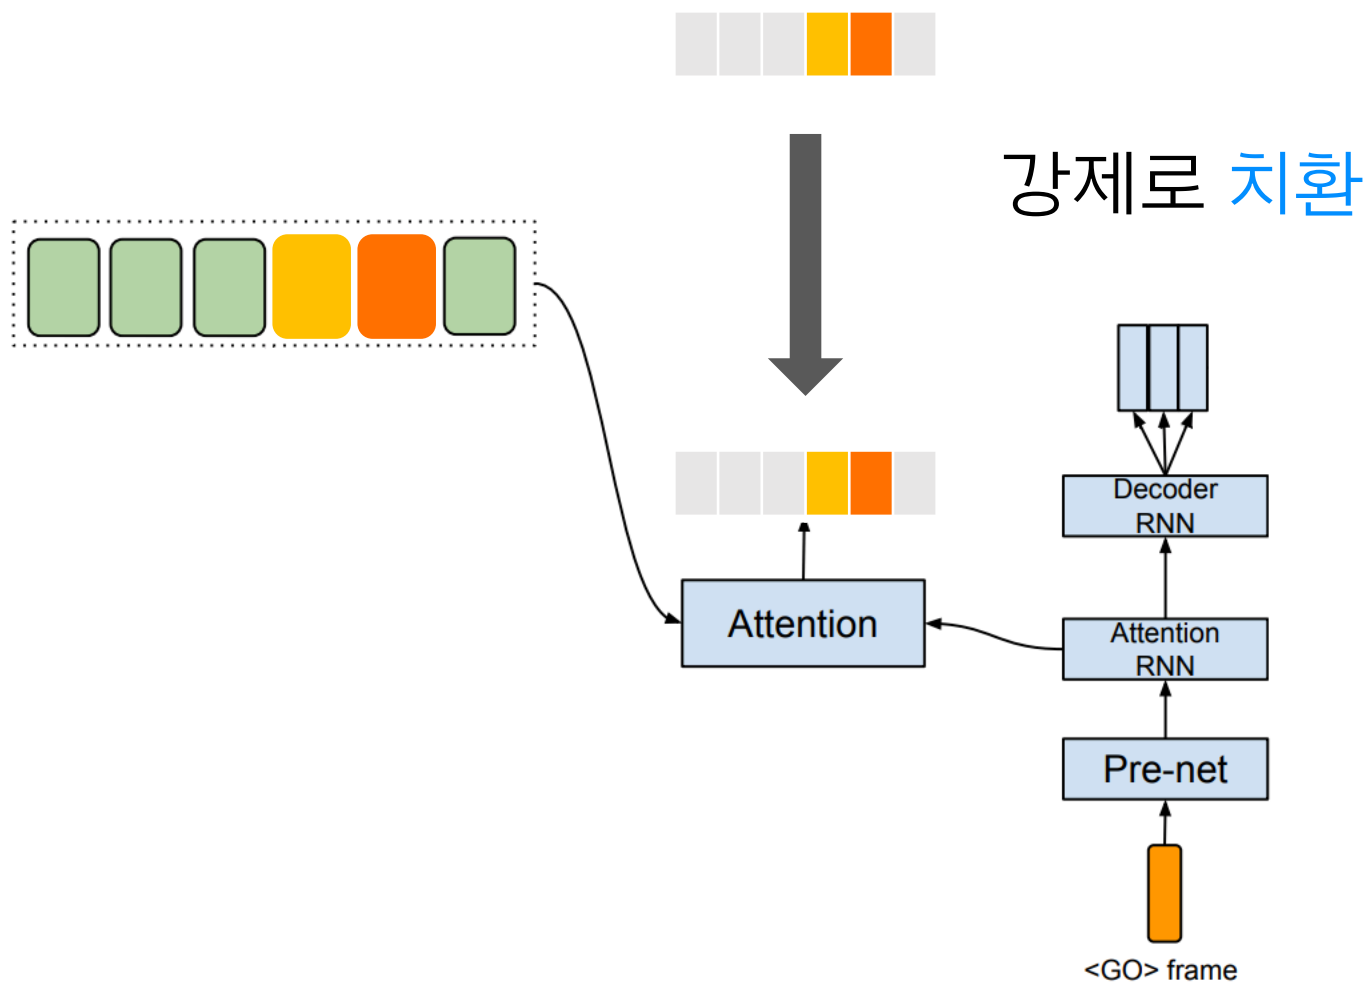 강제로 치환
Decoder
RNN
Attention
Attention
RNN
Pre-net
<GO> frame